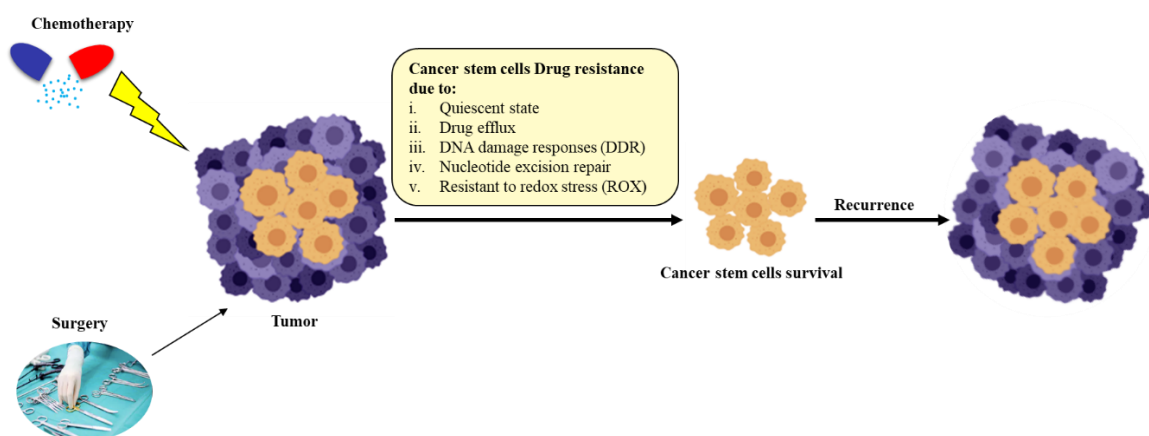 Chemotherapy
Cancer stem cells Drug resistance
due to:
i. Quiescent state
ii. Drug efflux
iii. DNA damage responses (DDR)
iv. Nucleotide excision repair
v. Resistant to redox stress (ROX)
Recurrence
Cancer stem cells survival
Surgery
Tumor